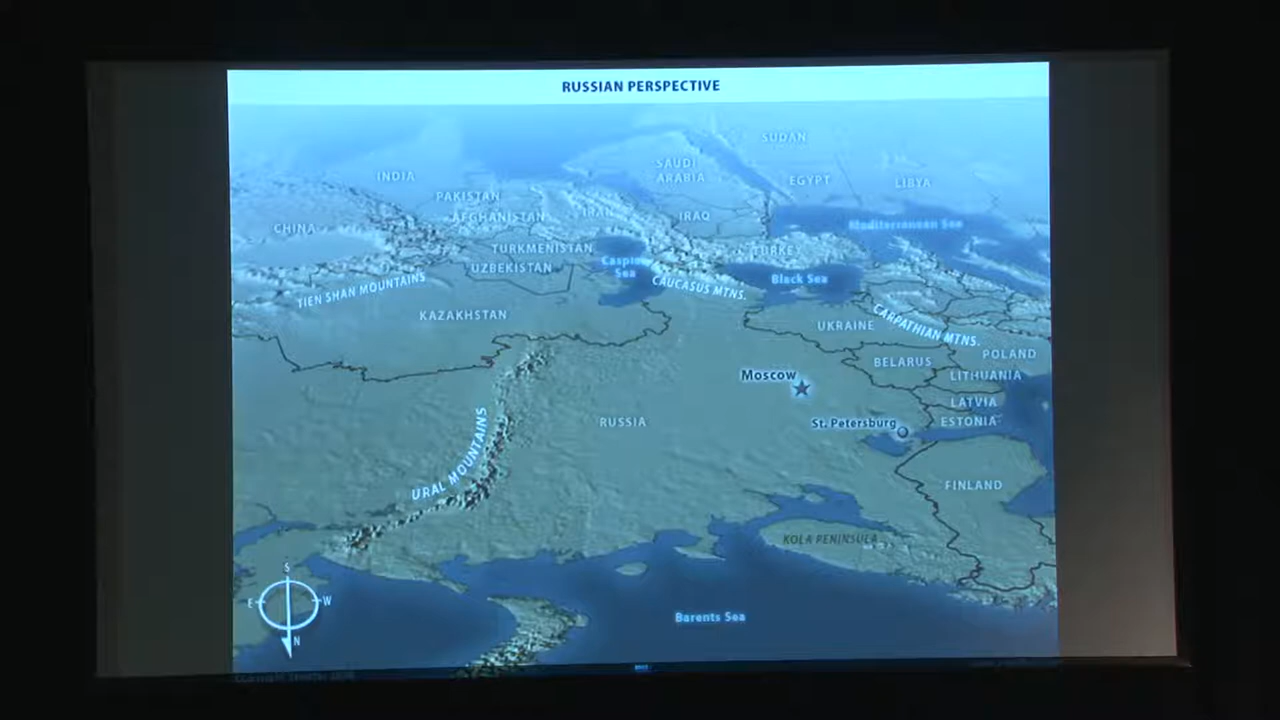 RUSSIAN PERSPECTIVE
SUDAN
SAUDI
ARABIA
INDIA
EGYPT
LIBYA
PAKISTAN
AFGHANISTAN
IRAN
IRAQ
Mediterranean Sea
CHINA
TURKMENISTAN
TURKEY
UZBEKISTAN
Caspian
Sea
Black Sea
TIEN SHAN MOUNTAINS
CAUCASUS MTNS.
KAZAKHSTAN
UKRAINE
CARPATHIAN MTNS.
POLAND
BELARUS
LITHUANIA
Moscow
LATVIA
St. Petersburg
ESTONIA
RUSSIA
URAL MOUNTAINS
FINLAND
KOLA PENINSULA
S
E
W
N
Barents Sea